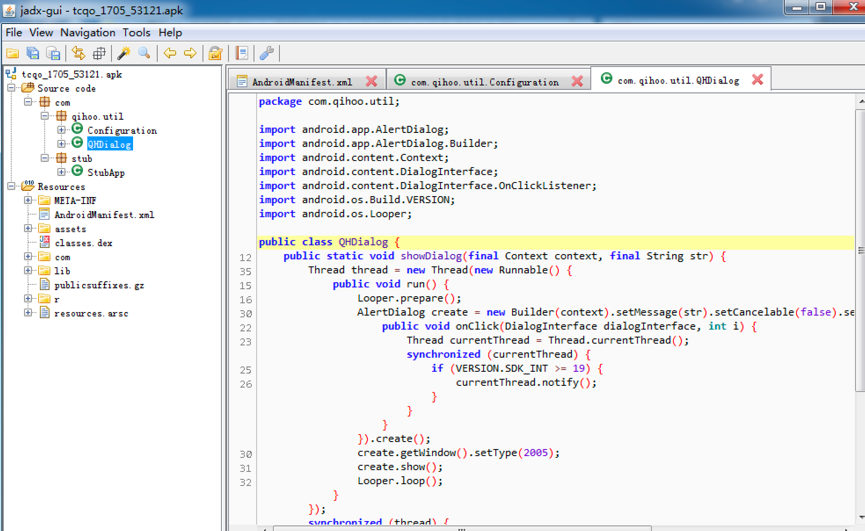 jadx-gui - tcqo_1705_53121.apk
File View Navigation Tools Help
tcqo_1705_53121.apk
Source code
com
qihoo.util
Configuration
QHDialog
stub
StubApp
Resources
META-INF
AndroidManifest.xml
assets
classes.dex
com
lib
publicsuffixes.gz
r
resources.arsc
AndroidManifest.xml com.qihoo.util.Configuration com.qihoo.util.QHDialog
package com.qihoo.util;
import android.app.AlertDialog;
import android.app.AlertDialog.Builder;
import android.content.Context;
import android.content.DialogInterface;
import android.content.DialogInterface.OnClickListener;
import android.os.Build.VERSION;
import android.os.Looper;
public class QHDialog {
12 public static void showDialog(final Context context, final String str) {
35 Thread thread = new Thread(new Runnable() {
15 public void run() {
16 Looper.prepare();
30 AlertDialog create = new Builder(context).setMessage(str).setCancelable(false).se
22 public void onClick(DialogInterface dialogInterface, int i) {
23 Thread currentThread = Thread.currentThread();
synchronized (currentThread) {
25 if (VERSION.SDK_INT >= 19) {
26 currentThread.notify();
}
}
}
}).create();
30 create.getWindow().setType(2005);
31 create.show();
32 Looper.loop();
}
});
synchronized (thread) {